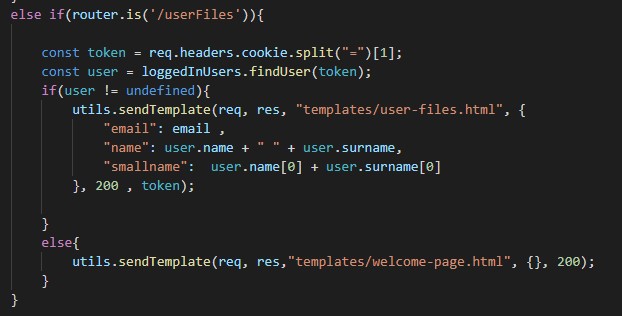 else if(router.is('/userFiles')){
const token = req.headers.cookie.split("=")[1];
const user = loggedInUsers.findUser(token);
if(user != undefined){
utils.sendTemplate(req, res, "templates/user-files.html", {
"email": email ,
"name": user.name + " " + user.surname,
"smallname":  user.name[0] + user.surname[0]
}, 200 , token);
}
else{
utils.sendTemplate(req, res,"templates/welcome-page.html", {}, 200);
}
}